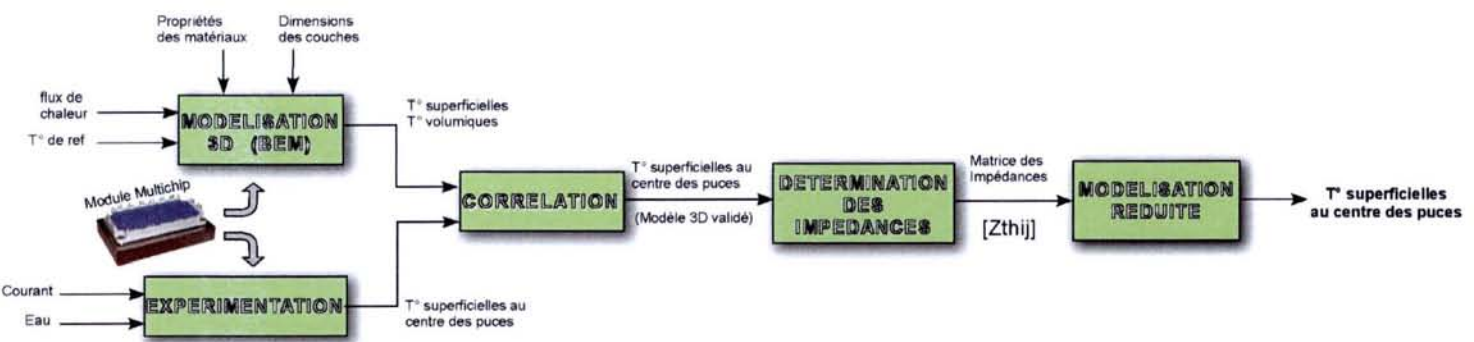 Propriétés
des matériaux
Dimensions
des couches
flux de
chaleur
T° de ref
MODELISATION
3D (BEM)
T° superficielles
T° volumiques
Module Multichip
Courant
Eau
EXPERIMENTATION
T° superficielles au
centre des puces
CORRELATION
T° superficielles au
centre des puces
(Modèle 3D validé)
DETERMINATION
DES
IMPEDANCES
Matrice des
Impédances
[Zthij]
MODELISATION
REDUITE
T° superficielles
au centre des puces